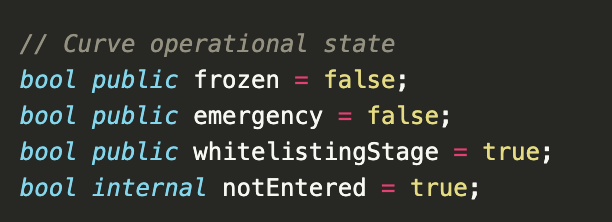 // Curve operational state
bool public frozen = false;
bool public emergency = false;
bool public whitelistingStage = true;
bool internal notEntered = true;